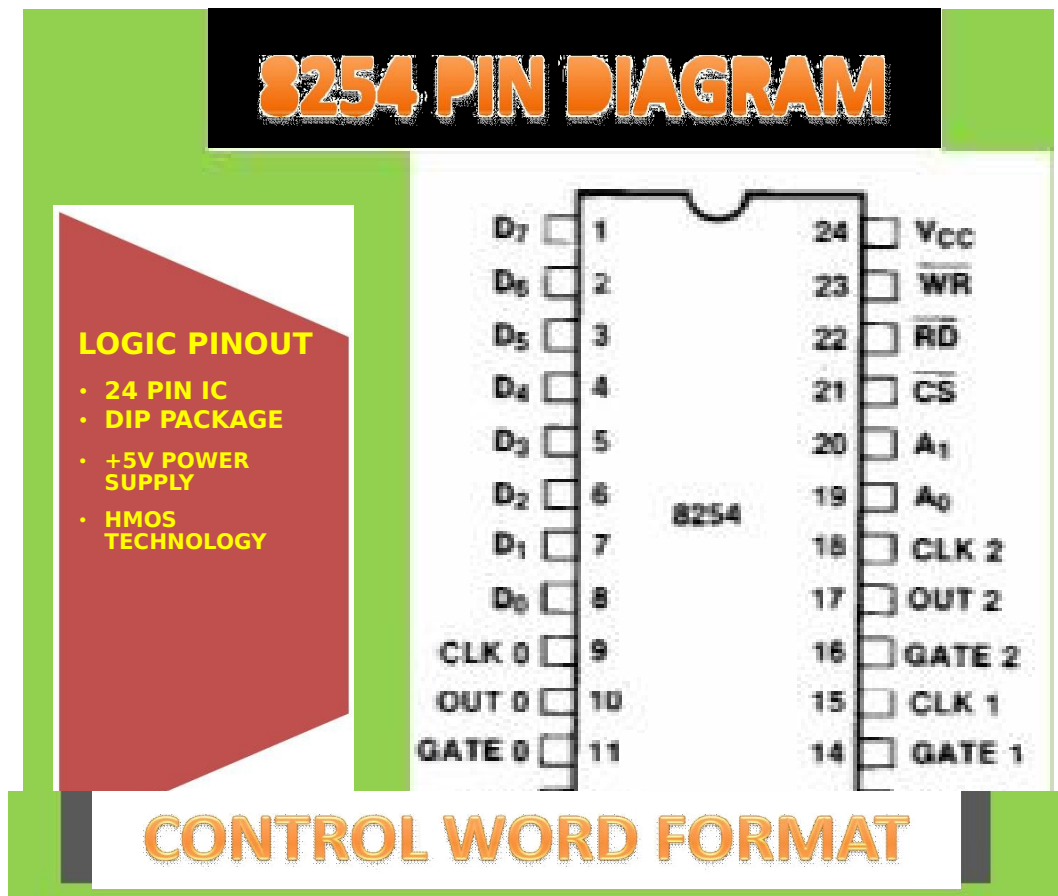 8254 PIN DIAGRAM
LOGIC PINOUT
• 24 PIN IC
• DIP PACKAGE
• +5V POWER
SUPPLY
• HMOS
TECHNOLOGY
D7 1 24 VCC
D6 2 23 WR
D5 3 22 RD
D4 4 21 CS
D3 5 20 A1
D2 6 19 A0
8254
D1 7 18 CLK 2
D0 8 17 OUT 2
CLK 0 9 16 GATE 2
OUT 0 10 15 CLK 1
GATE 0 11 14 GATE 1
CONTROL WORD FORMAT